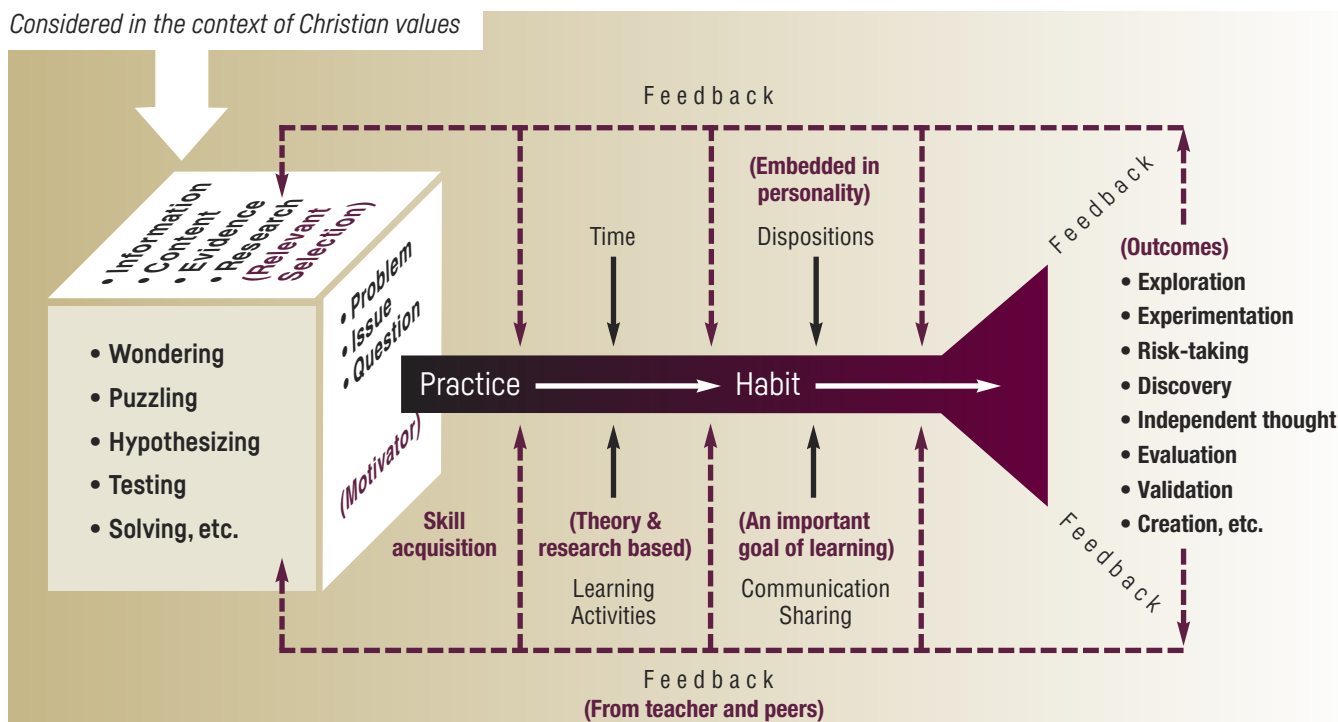 Considered in the context of Christian values
Feedback
• Information
• Content
• Evidence
• Research
(Relevant
Selection)
• Problem
• Issue
• Question
(Motivator)
• Wondering
• Puzzling
• Hypothesizing
• Testing
• Solving, etc.
Time
(Embedded in
personality)
Dispositions
Practice
Habit
Skill
acquisition
(Theory &
research based)
Learning
Activities
(An important
goal of learning)
Communication
Sharing
Feedback
Feedback
(Outcomes)
• Exploration
• Experimentation
• Risk-taking
• Discovery
• Independent thought
• Evaluation
• Validation
• Creation, etc.
Feedback
(From teacher and peers)